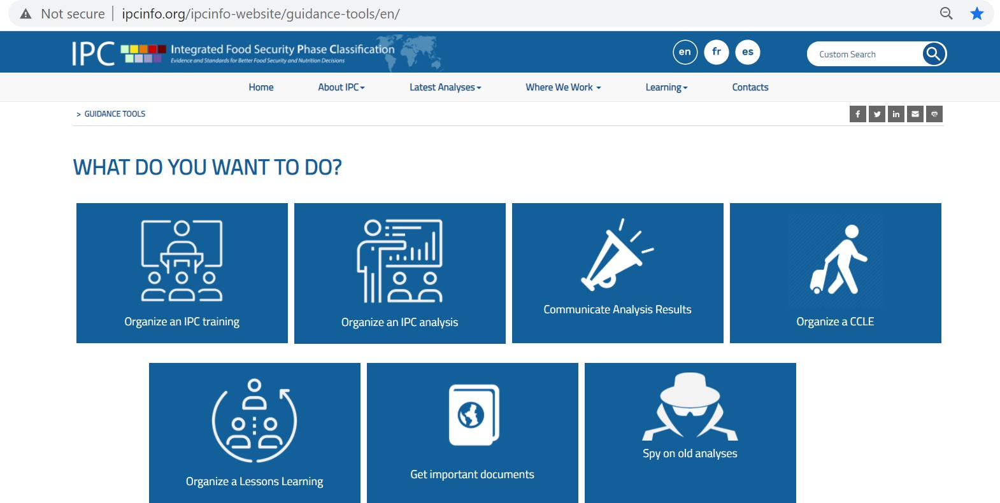 Not secure ipcinfo.org/ipcinfo-website/guidance-tools/en/
IPC Integrated Food Security Phase Classification
Evidence and Standards for Better Food Security and Nutrition Decisions
en fr es Custom Search
Home About IPC Latest Analyses Where We Work Learning Contacts
> GUIDANCE TOOLS
f in
WHAT DO YOU WANT TO DO?
Organize an IPC training
Organize an IPC analysis
Communicate Analysis Results
Organize a CCLE
Organize a Lessons Learning
Get important documents
Spy on old analyses